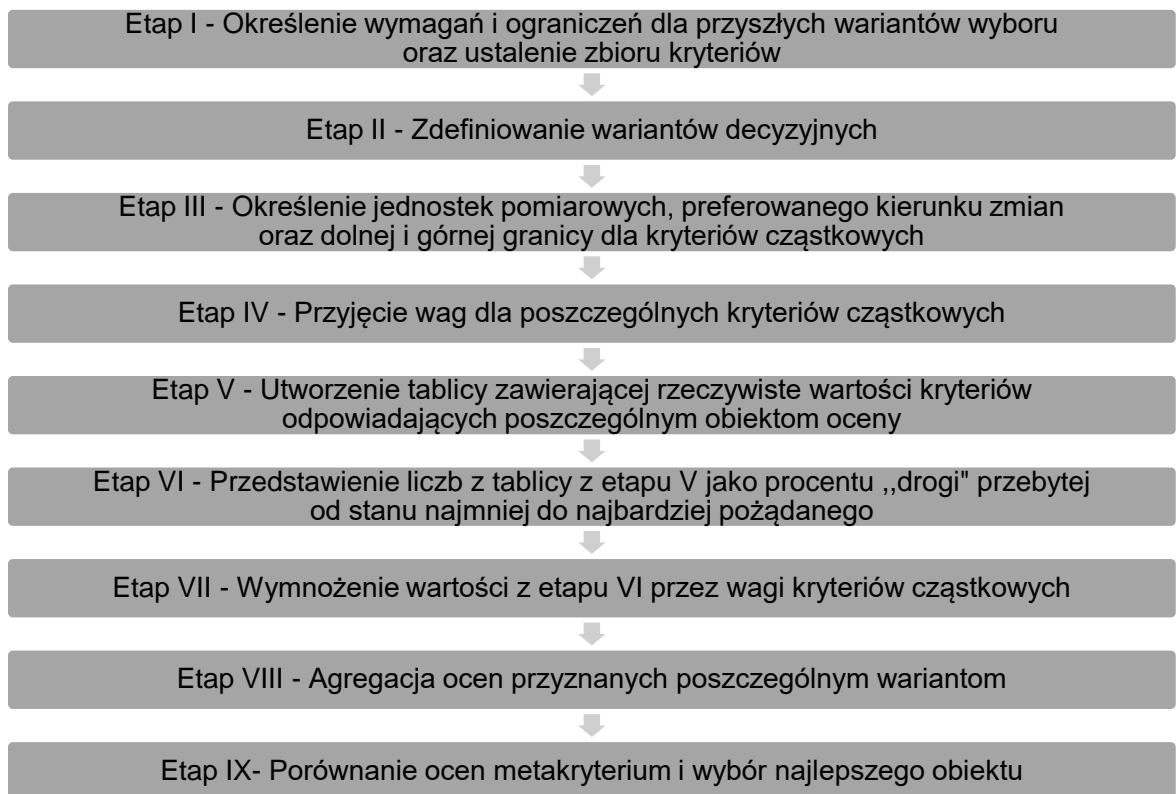 Etap I - Określenie wymagań i ograniczeń dla przyszłych wariantów wyboru
oraz ustalenie zbioru kryteriów
Etap II - Zdefiniowanie wariantów decyzyjnych
Etap III - Określenie jednostek pomiarowych, preferowanego kierunku zmian
oraz dolnej i górnej granicy dla kryteriów cząstkowych
Etap IV - Przyjęcie wag dla poszczególnych kryteriów cząstkowych
Etap V - Utworzenie tablicy zawierającej rzeczywiste wartości kryteriów
odpowiadających poszczególnym obiektom oceny
Etap VI - Przedstawienie liczb z tablicy z etapu V jako procentu ,,drogi" przebytej
od stanu najmniej do najbardziej pożądanego
Etap VII - Wymnożenie wartości z etapu VI przez wagi kryteriów cząstkowych
Etap VIII - Agregacja ocen przyznanych poszczególnym wariantom
Etap IX- Porównanie ocen metakryterium i wybór najlepszego obiektu